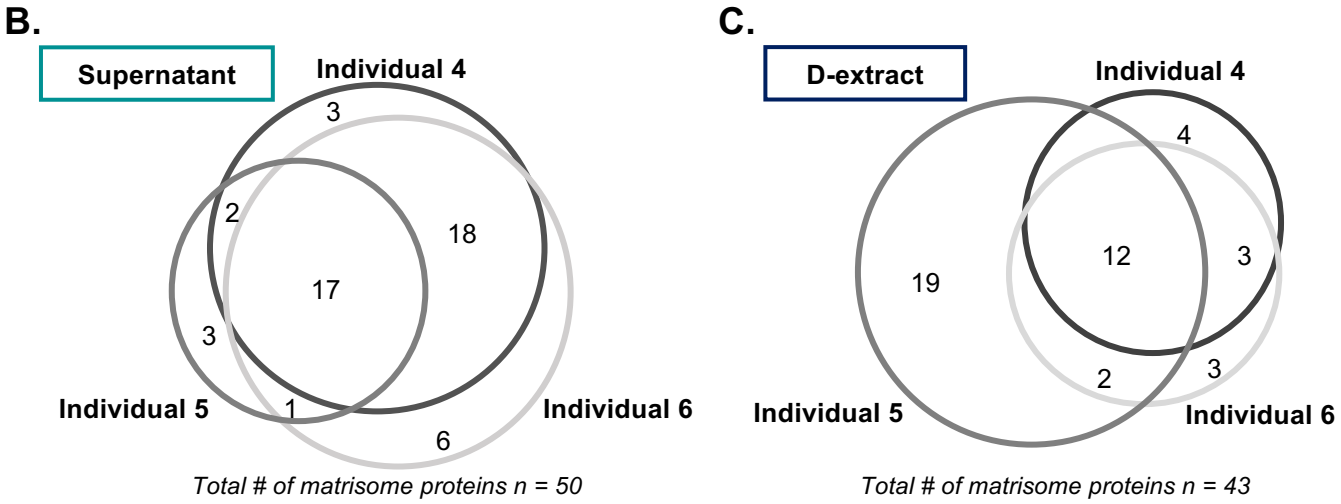 B.
Supernatant
Individual 4
3
2
18
17
3
Individual 5
1
Individual 6
6
Total # of matrisome proteins n = 50
C.
D-extract
Individual 4
4
12
3
19
2
3
Individual 5
Individual 6
Total # of matrisome proteins n = 43